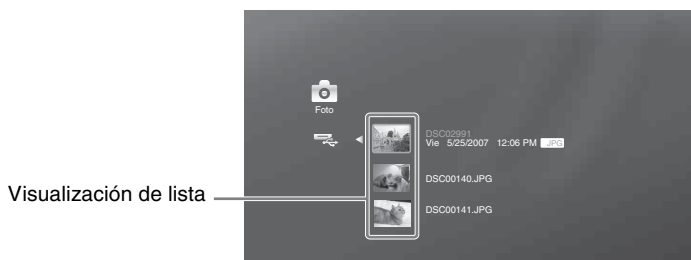 Foto
DSC02991
Vie 5/25/2007 12:06 PM JPG
DSC00140.JPG
DSC00141.JPG
Visualización de lista